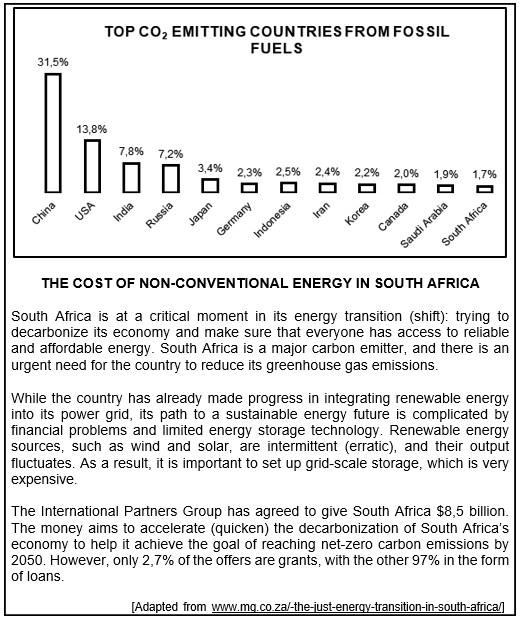 TOP CO₂ EMITTING COUNTRIES FROM FOSSIL
FUELS
31,5%
13,8%
7,8%
7,2%
3,4%
2,3%
2,5%
2,4%
2,2%
2,0%
1,9%
1,7%
China
USA
India
Russia
Japan
Germany
Indonesia
Iran
Korea
Canada
Saudi Arabia
South Africa
THE COST OF NON-CONVENTIONAL ENERGY IN SOUTH AFRICA
South Africa is at a critical moment in its energy transition (shift): trying to
decarbonize its economy and make sure that everyone has access to reliable
and affordable energy. South Africa is a major carbon emitter, and there is an
urgent need for the country to reduce its greenhouse gas emissions.
While the country has already made progress in integrating renewable energy
into its power grid, its path to a sustainable energy future is complicated by
financial problems and limited energy storage technology. Renewable energy
sources, such as wind and solar, are intermittent (erratic), and their output
fluctuates. As a result, it is important to set up grid-scale storage, which is very
expensive.
The International Partners Group has agreed to give South Africa $8,5 billion.
The money aims to accelerate (quicken) the decarbonization of South Africa's
economy to help it achieve the goal of reaching net-zero carbon emissions by
2050. However, only 2,7% of the offers are grants, with the other 97% in the form
of loans.
[Adapted from www.mg.co.za/-the-just-energy-transition-in-south-africa/]